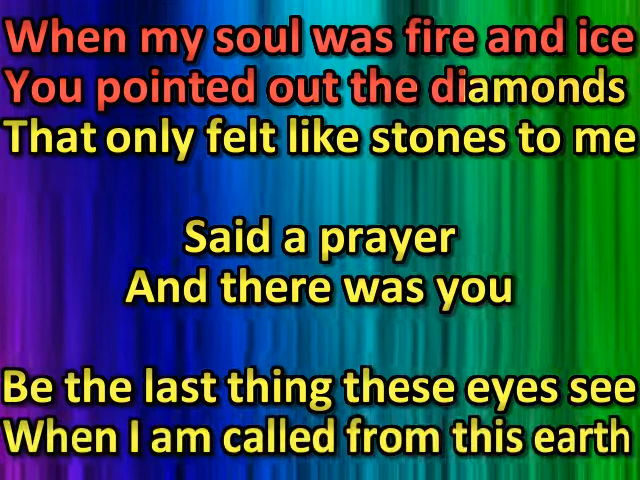 When my soul was fire and ice
You pointed out the diamonds
That only felt like stones to me
Said a prayer
And there was you
Be the last thing these eyes see
When I am called from this earth